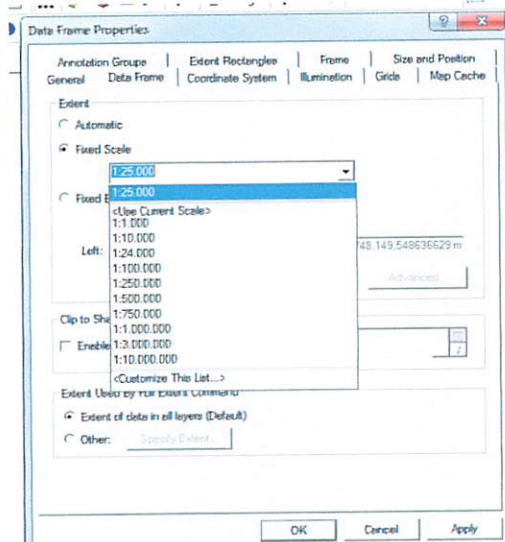 Data Frame Properties
Annotation Groups Extent Rectangles Frame Size and Position
General Data Frame Coordinate System Illumination Grids Map Cache
Extent
Automatic
Fixed Scale
1:25.000
1:25.000
Fixed E
<Use Current Scale>
1:1.000
1:10.000
1:24.000
Left:
748.149,548636629 m
1:100.000
1:250.000
Advanced...
1:500.000
1:750.000
1:1.000.000
Clip to Sha
1:3.000.000
Enable
1:10.000.000
<Customize This List...>
Extent Used By Full Extent Command
Extent of data in all layers (Default)
Other: Specify Extent...
OK Cancel Apply